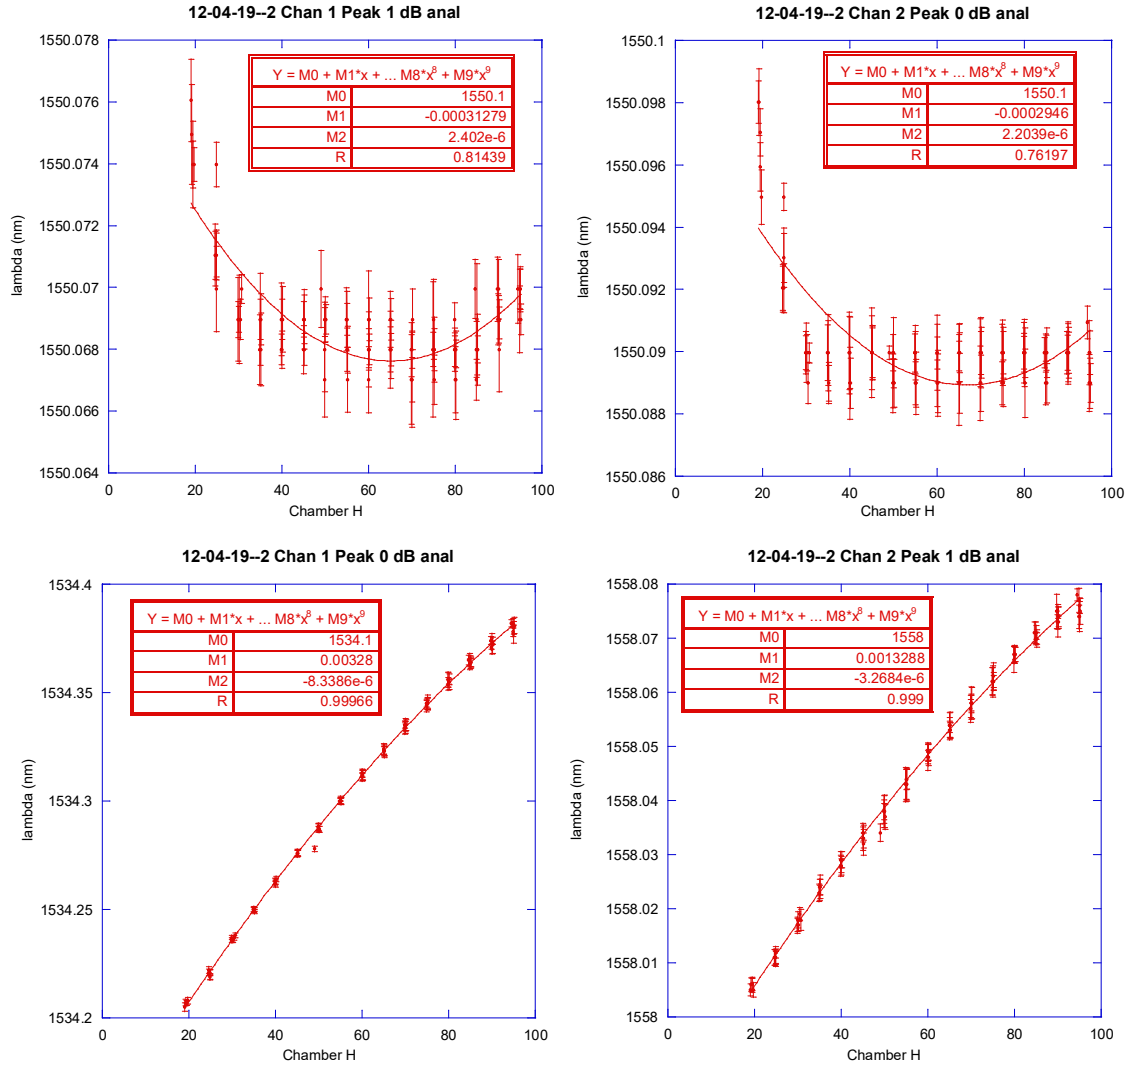 12-04-19--2 Chan 1 Peak 1 dB anal
1550.078
1550.076
1550.074
1550.072
1550.07
1550.068
1550.066
1550.064
lambda (nm)
Y = M0 + M1*x + ... M8*x⁸ + M9*x⁹
M0 1550.1
M1 -0.00031279
M2 2.402e-6
R 0.81439
0 20 40 60 80 100
Chamber H
12-04-19--2 Chan 2 Peak 0 dB anal
1550.1
1550.098
1550.096
1550.094
1550.092
1550.09
1550.088
1550.086
lambda (nm)
Y = M0 + M1*x + ... M8*x⁸ + M9*x⁹
M0 1550.1
M1 -0.0002946
M2 2.2039e-6
R 0.76197
0 20 40 60 80 100
Chamber H
12-04-19--2 Chan 1 Peak 0 dB anal
1534.4
1534.35
1534.3
1534.25
1534.2
lambda (nm)
Y = M0 + M1*x + ... M8*x⁸ + M9*x⁹
M0 1534.1
M1 0.00328
M2 -8.3386e-6
R 0.99966
0 20 40 60 80 100
Chamber H
12-04-19--2 Chan 2 Peak 1 dB anal
1558.08
1558.07
1558.06
1558.05
1558.04
1558.03
1558.02
1558.01
1558
lambda (nm)
Y = M0 + M1*x + ... M8*x⁸ + M9*x⁹
M0 1558
M1 0.0013288
M2 -3.2684e-6
R 0.999
0 20 40 60 80 100
Chamber H